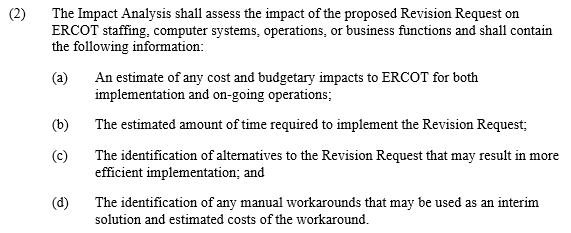 (2) The Impact Analysis shall assess the impact of the proposed Revision Request on
ERCOT staffing, computer systems, operations, or business functions and shall contain
the following information:
(a) An estimate of any cost and budgetary impacts to ERCOT for both
implementation and on-going operations;
(b) The estimated amount of time required to implement the Revision Request;
(c) The identification of alternatives to the Revision Request that may result in more
efficient implementation; and
(d) The identification of any manual workarounds that may be used as an interim
solution and estimated costs of the workaround.